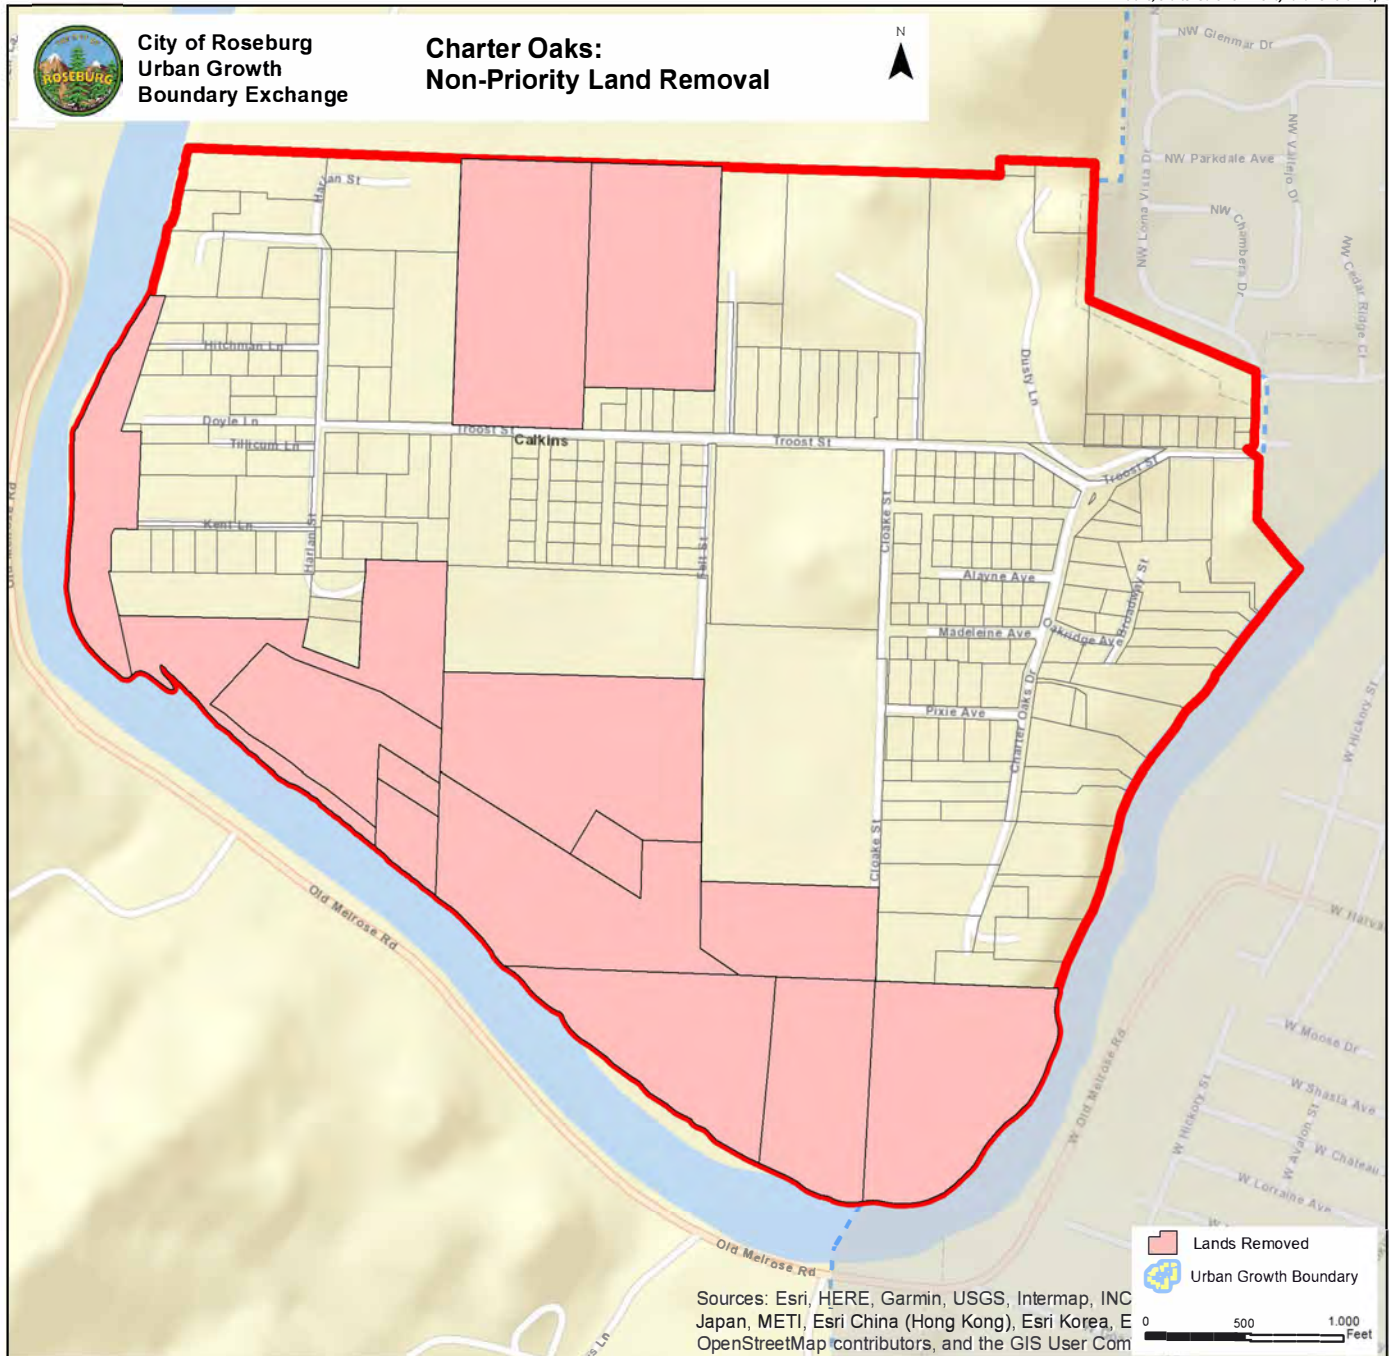 City of Roseburg
Urban Growth
Boundary Exchange
Charter Oaks:
Non-Priority Land Removal
N
ROSEBURG
NW Glenmar Dr
NW Parkdale Ave
NW Vallejo Dr
NW Loma Vista Dr
NW Chambers Dr
NW Cedar Ridge Ct
Harlan St
Hitchman Ln
Doyle Ln
Tillicum Ln
Kent Ln
Harlan St
Troost St
Calkins
Troost St
Troost St
Dusty Ln
Felt St
Cloake St
Alayne Ave
Madeleine Ave
Oakridge Ave
Broadway St
Pixie Ave
Charter Oaks Dr
Cloake St
Old Melrose Rd
Old Melrose Rd
W Old Melrose Rd
W Hickory St
W Harva
W Moose Dr
W Shasta Ave
W Hickory St
W Avalon St
W Chateau
W Lorraine Ave
Lands Removed
Urban Growth Boundary
0 500 1.000
Feet
Sources: Esri, HERE, Garmin, USGS, Intermap, INC
Japan, METI, Esri China (Hong Kong), Esri Korea, E
OpenStreetMap contributors, and the GIS User Com